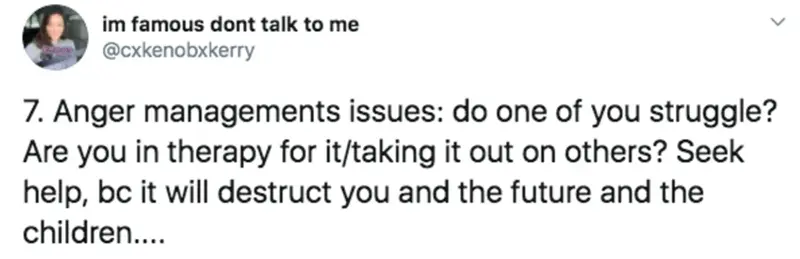 im famous dont talk to me
@cxkenobxkerry
7. Anger managements issues: do one of you struggle?
Are you in therapy for it/taking it out on others? Seek
help, bc it will destruct you and the future and the
children....